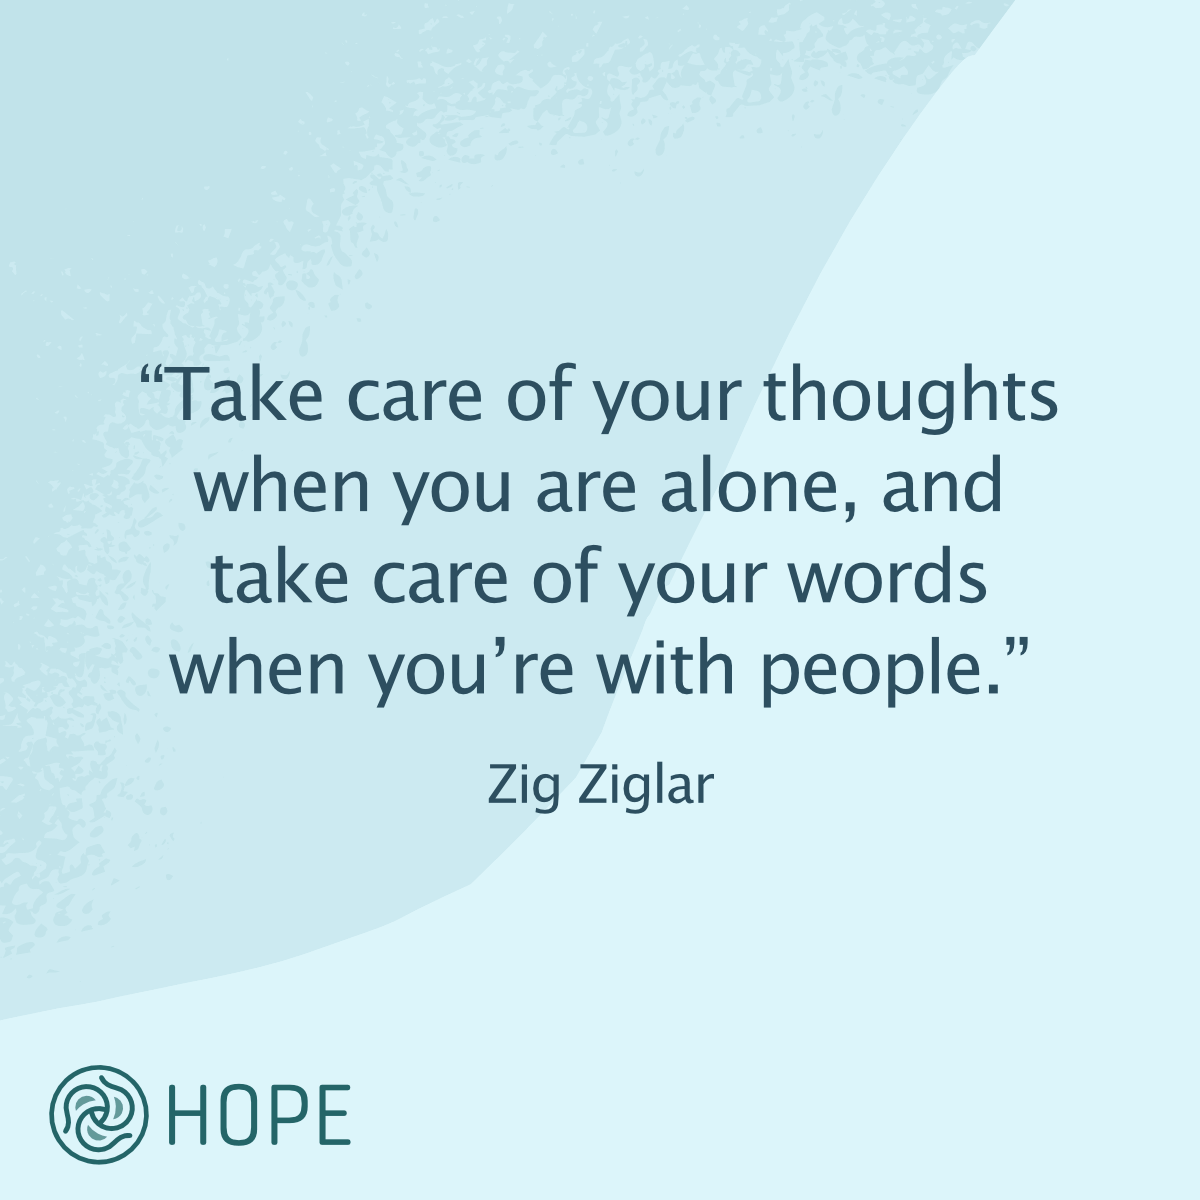 “Take care of your thoughts
when you are alone, and
take care of your words
when you’re with people.”
Zig Ziglar
HOPE